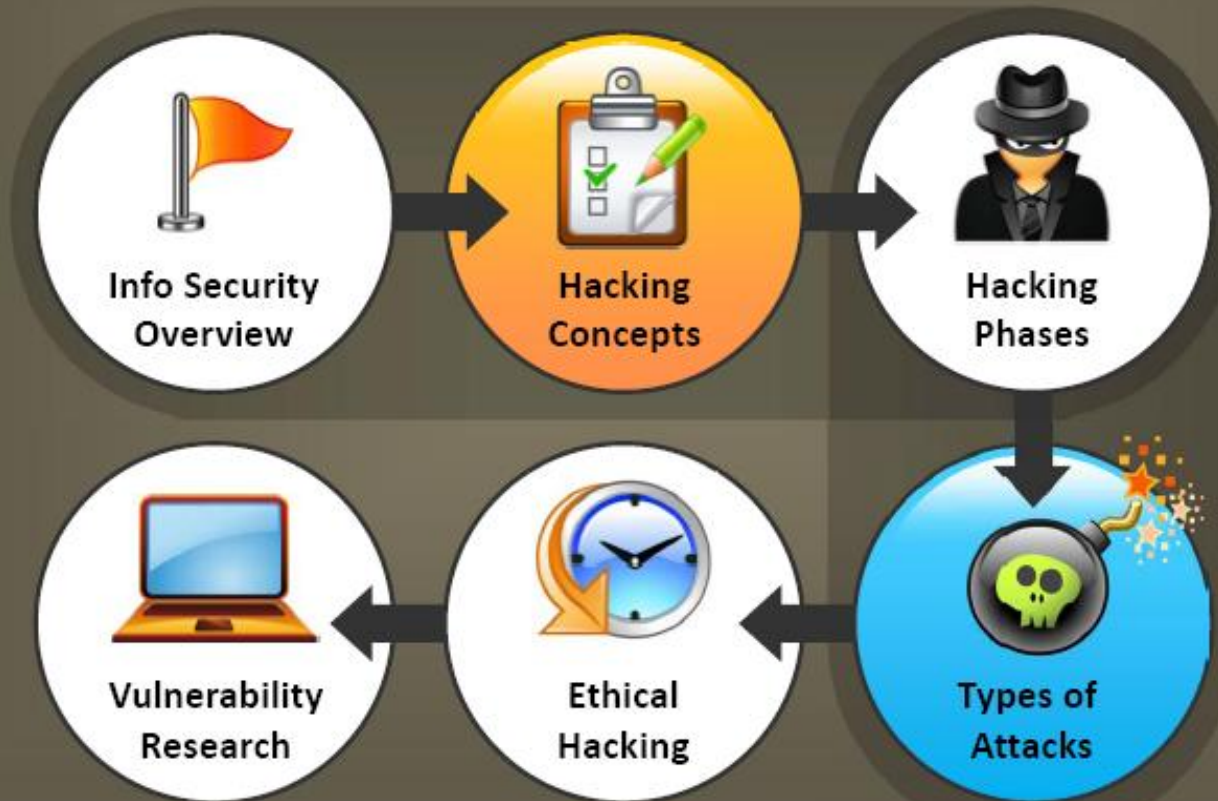 Info Security
Overview
Hacking
Concepts
Hacking
Phases
Types of
Attacks
Ethical
Hacking
Vulnerability
Research